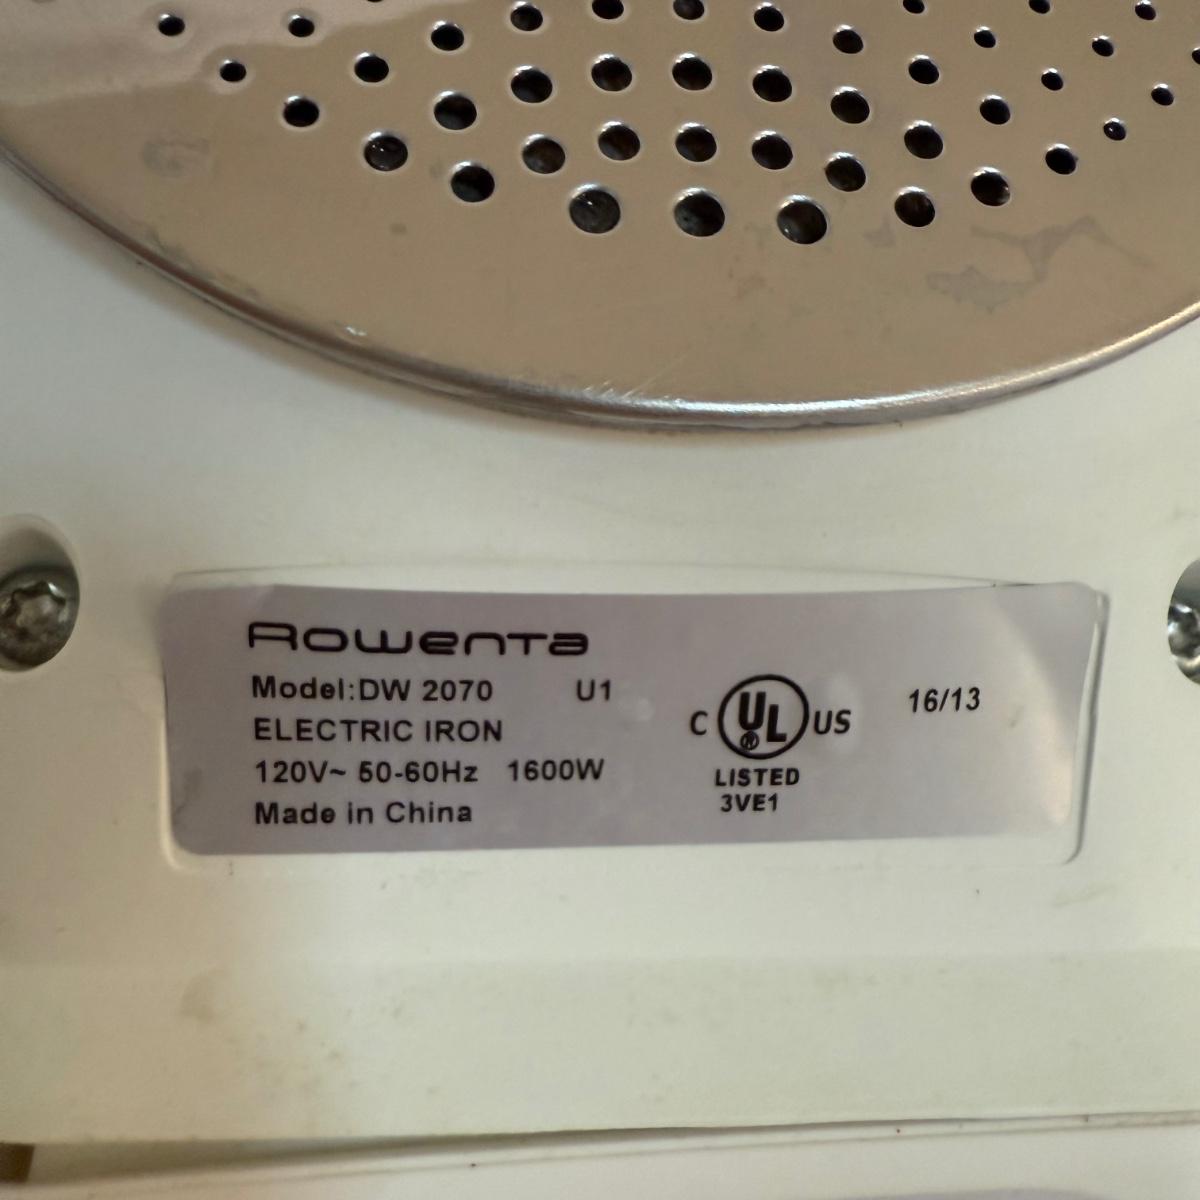 Rowenta
Model:DW 2070 U1
ELECTRIC IRON
120V~ 50-60Hz 1600W
Made in China
C UL® US
LISTED
3VE1
16/13